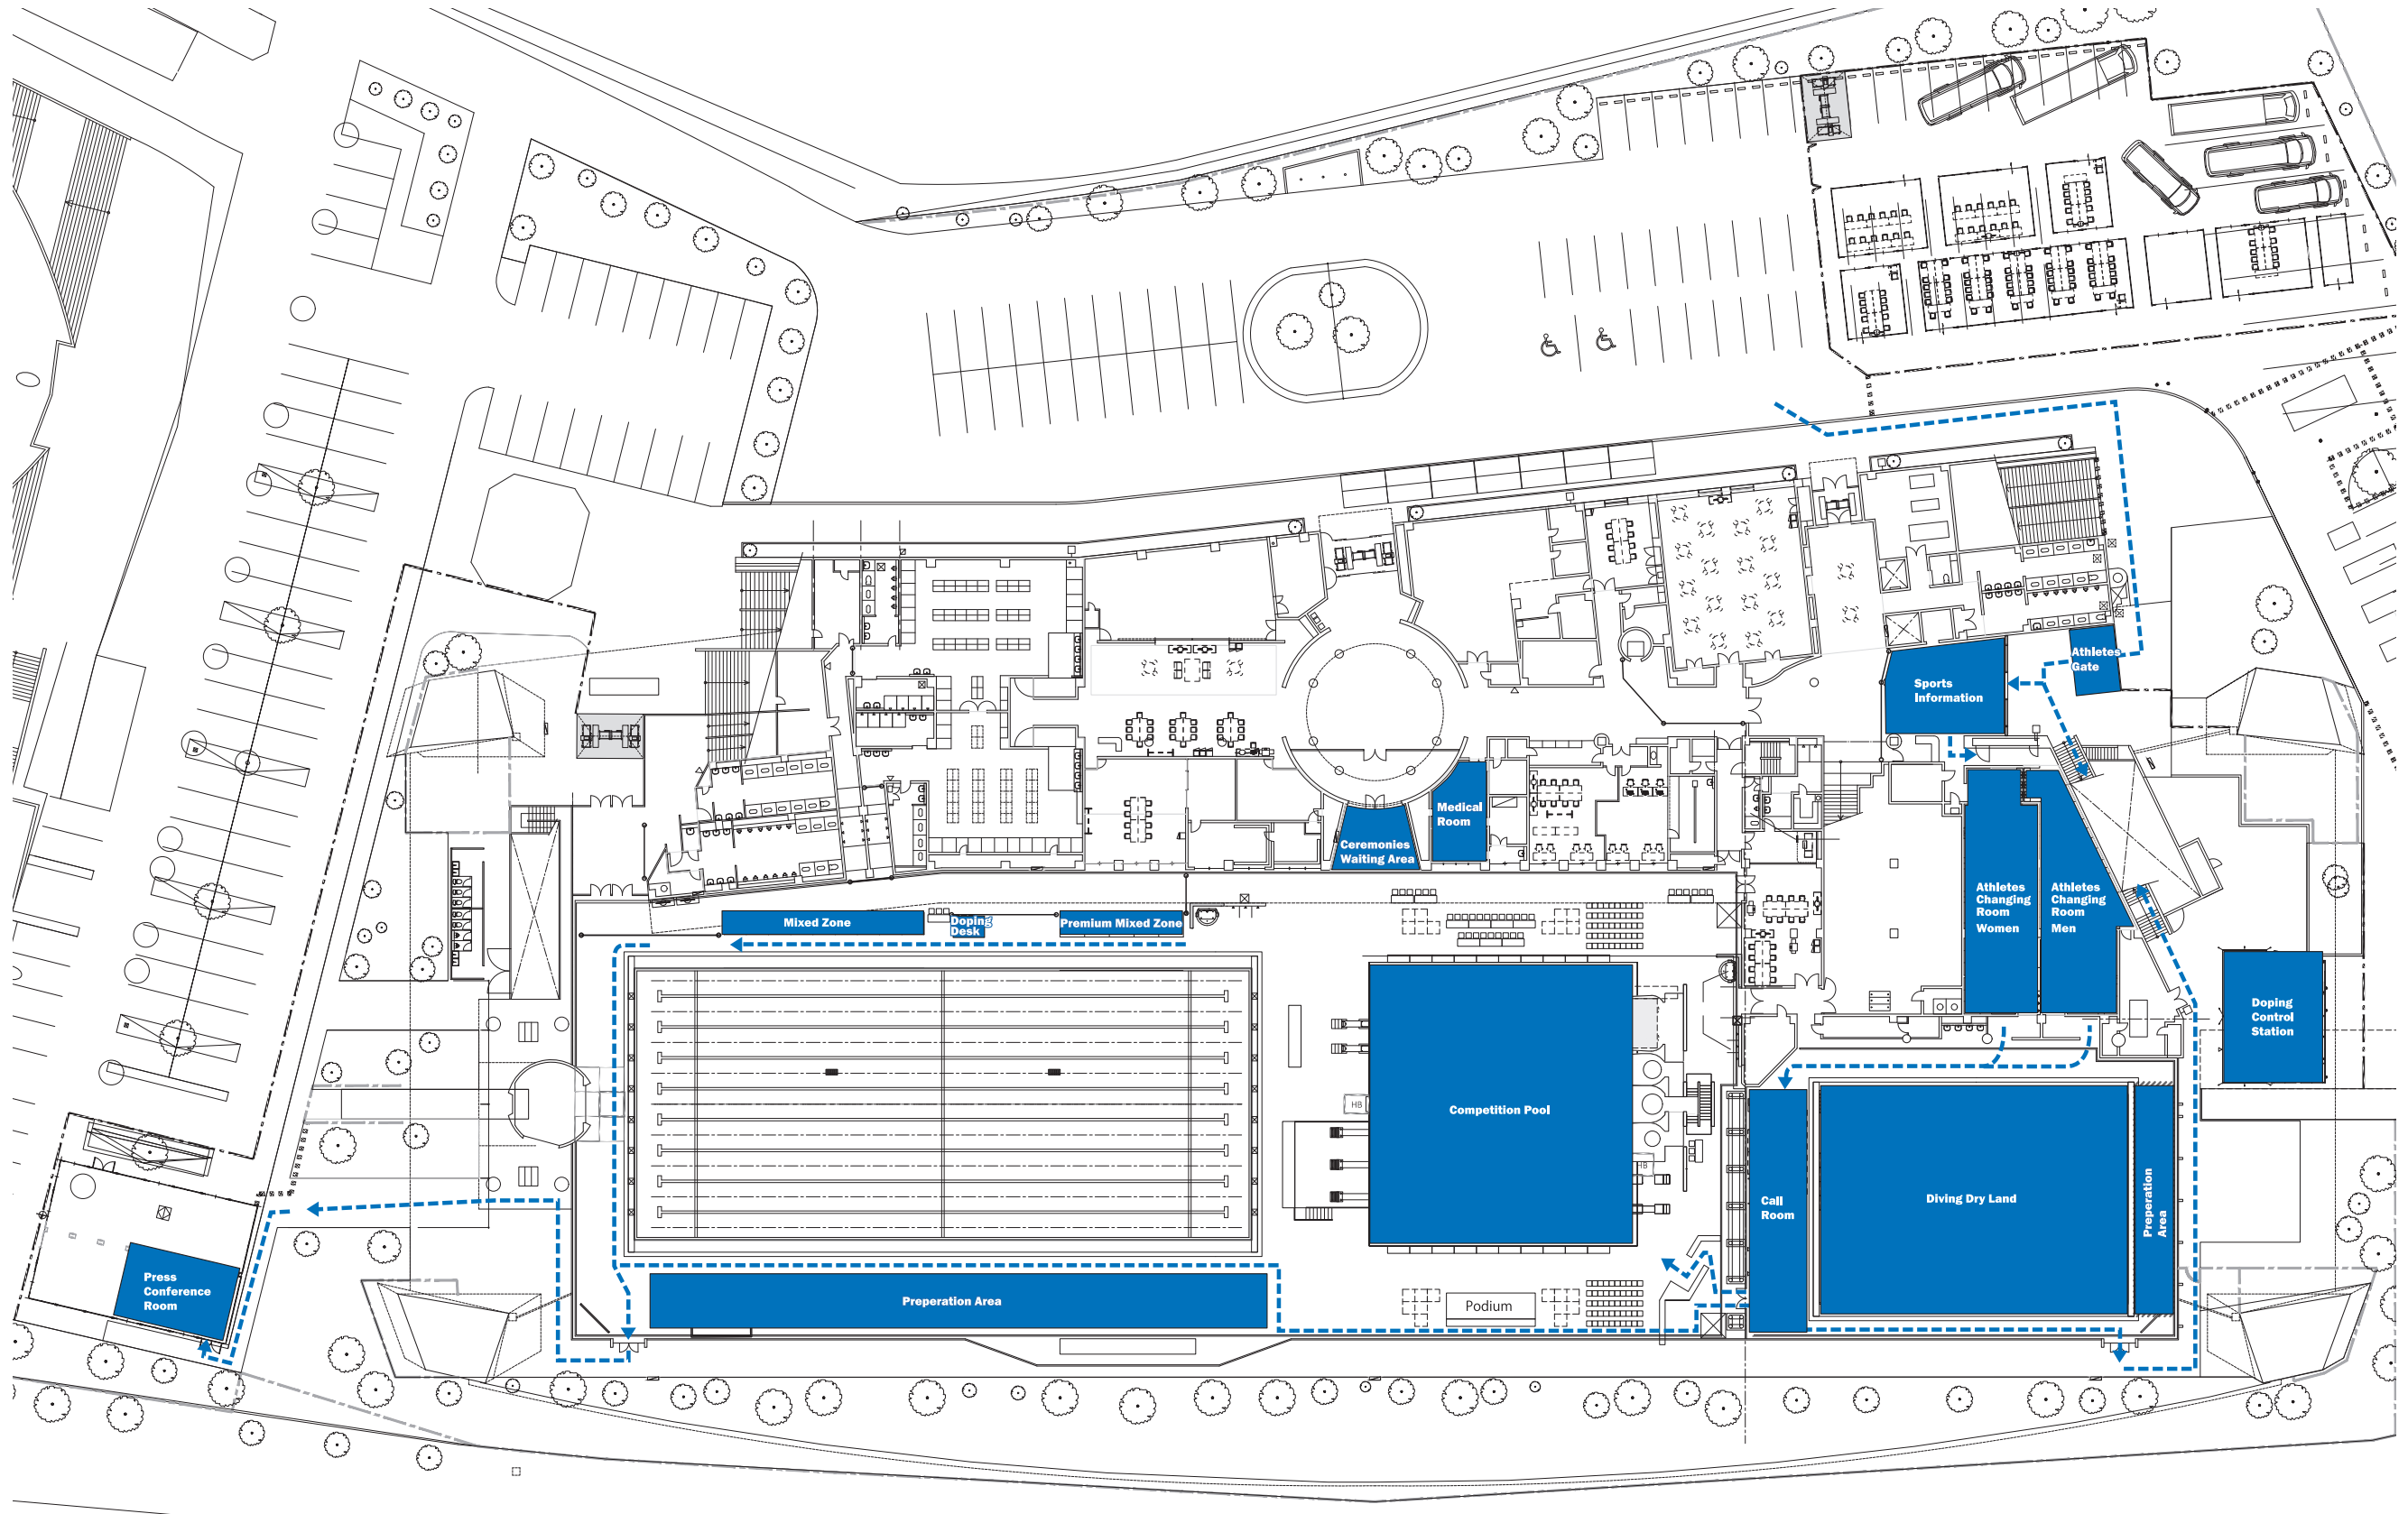 Athletes
Gate
Sports
Information
Medical
Room
Ceremonies
Waiting Area
Athletes
Changing
Room
Women
Athletes
Changing
Room
Men
Mixed Zone
Doping
Desk
Premium Mixed Zone
Doping
Control
Station
HB
Competition Pool
HB
Call
Room
Diving Dry Land
Preperation
Area
Press
Conference
Room
Preperation Area
Podium